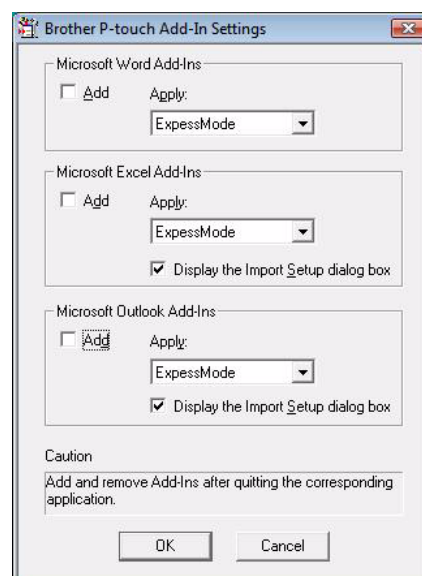 Brother P-touch Add-In Settings
Microsoft Word Add-Ins
Add Apply:
ExpessMode
Microsoft Excel Add-Ins
Add Apply:
ExpessMode
Display the Import Setup dialog box
Microsoft Outlook Add-Ins
Add Apply:
ExpessMode
Display the Import Setup dialog box
Caution
Add and remove Add-Ins after quitting the corresponding
application.
OK Cancel